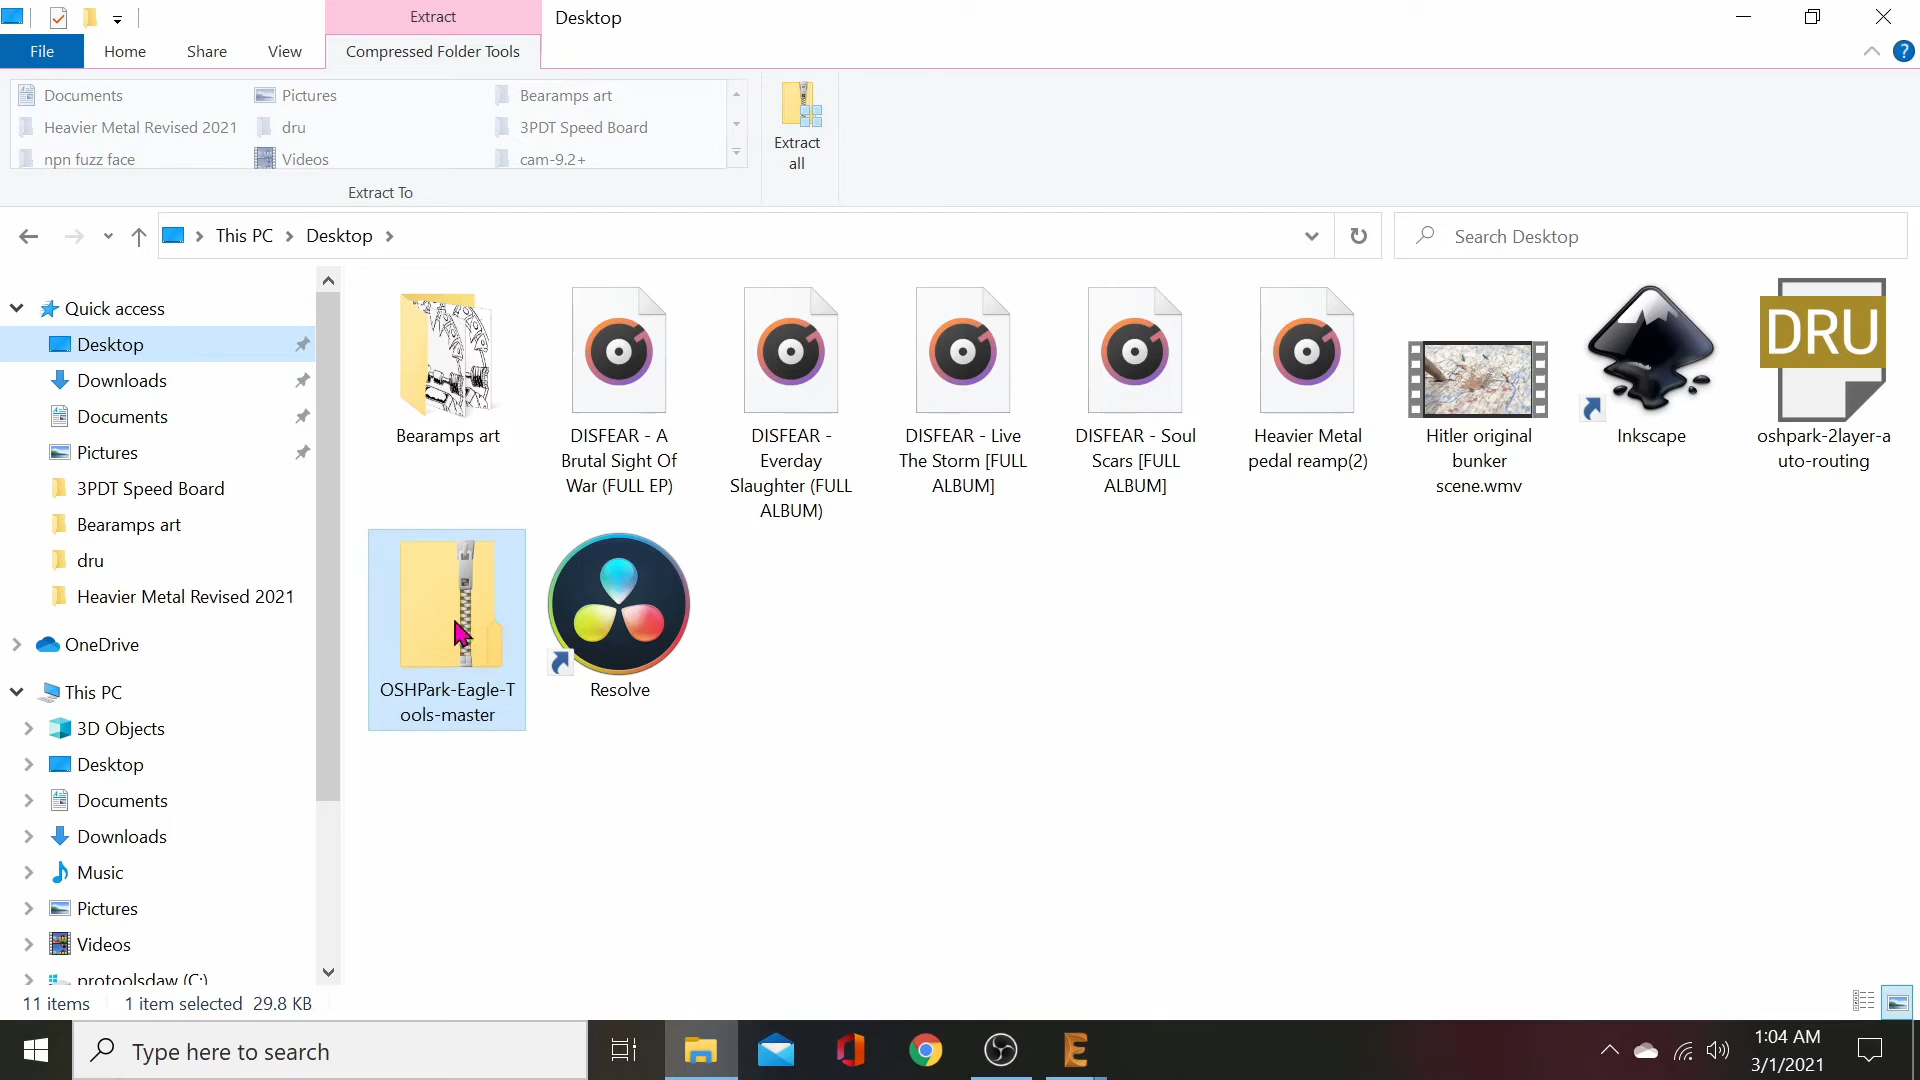 Extract
Desktop
File
Home
Share
View
Compressed Folder Tools
?
Documents
Pictures
Bearamps art
Heavier Metal Revised 2021
dru
3PDT Speed Board
npn fuzz face
Videos
cam-9.2+
Extract To
Extract
all
This PC
Desktop
Search Desktop
Quick access
Desktop
Downloads
Documents
Pictures
3PDT Speed Board
Bearamps art
dru
Heavier Metal Revised 2021
OneDrive
This PC
3D Objects
Desktop
Documents
Downloads
Music
Pictures
Videos
protoolsdaw (C:)
Bearamps art
DISFEAR - A
Brutal Sight Of
War (FULL EP)
DISFEAR -
Everday
Slaughter (FULL
ALBUM)
DISFEAR - Live
The Storm [FULL
ALBUM]
DISFEAR - Soul
Scars [FULL
ALBUM]
Heavier Metal
pedal reamp(2)
Hitler original
bunker
scene.wmv
Inkscape
DRU
oshpark-2layer-a
uto-routing
OSHPark-Eagle-T
ools-master
Resolve
11 items
1 item selected 29.8 KB
Type here to search
1:04 AM
3/1/2021